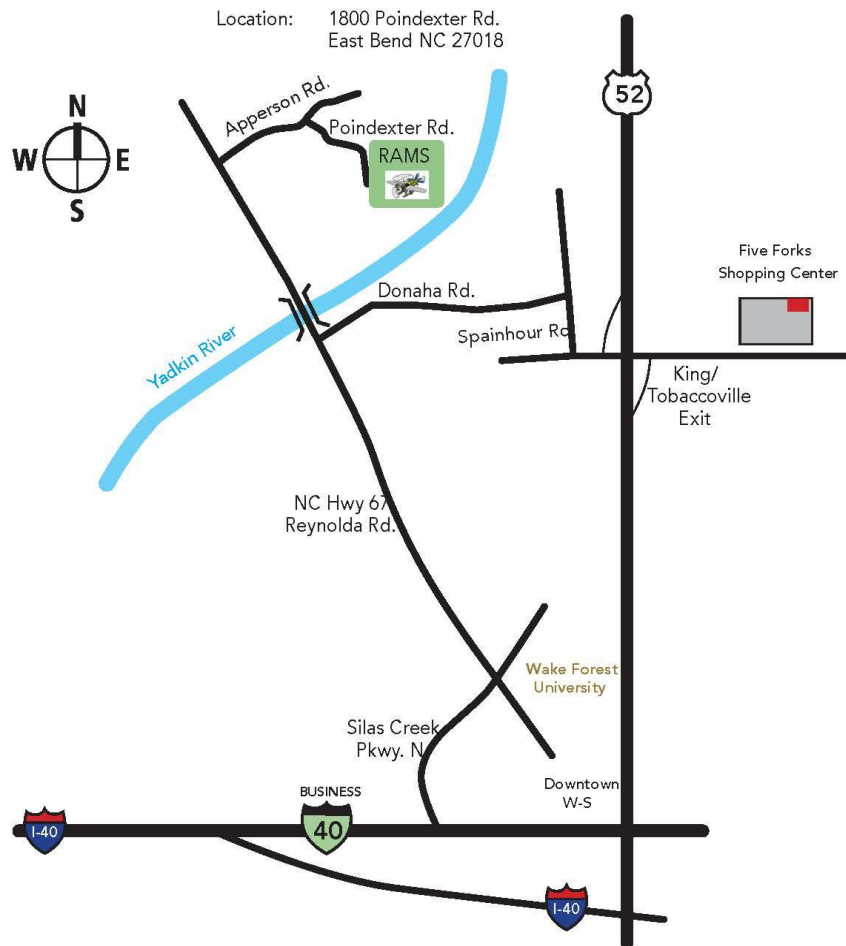 Location: 1800 Poindexter Rd.
East Bend NC 27018
N
W E
S
Apperson Rd.
Poindexter Rd.
RAMS
52
Five Forks
Shopping Center
Donaha Rd.
Spainhour Rd
Yadkin River
King/
Tobaccoville
Exit
NC Hwy 67
Reynolda Rd.
Wake Forest
University
Silas Creek
Pkwy. N
Downtown
W-S
BUSINESS
40
I-40
I-40